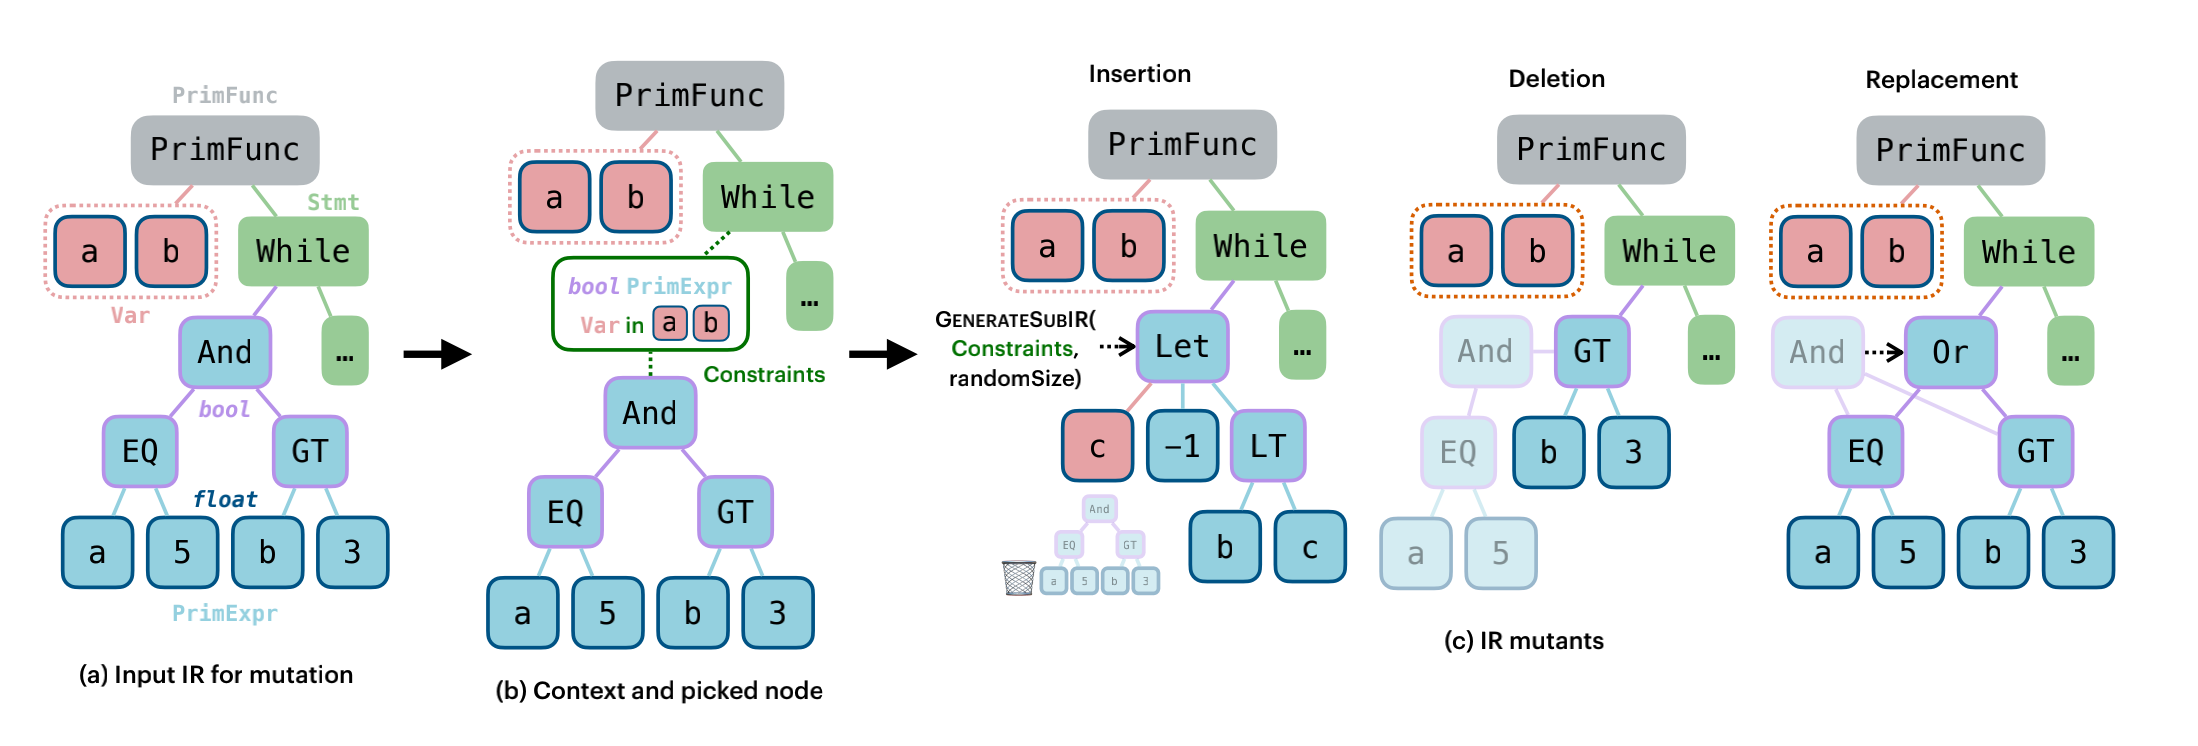 PrimFunc
PrimFunc
Stmt
a b While
Var
And …
bool
EQ GT
float
a 5 b 3
PrimExpr
(a) Input IR for mutation
PrimFunc
a b While
bool PrimExpr
Var in a b
…
Constraints
And
EQ GT
a 5 b 3
(b) Context and picked node
Insertion
PrimFunc
a b While
GENERATESUBIR(
Constraints,
randomSize)
Let …
c −1 LT
b c
And
EQ GT
a 5 b 3
Deletion
PrimFunc
a b While
And GT …
EQ b 3
a 5
Replacement
PrimFunc
a b While
And Or …
EQ GT
a 5 b 3
(c) IR mutants